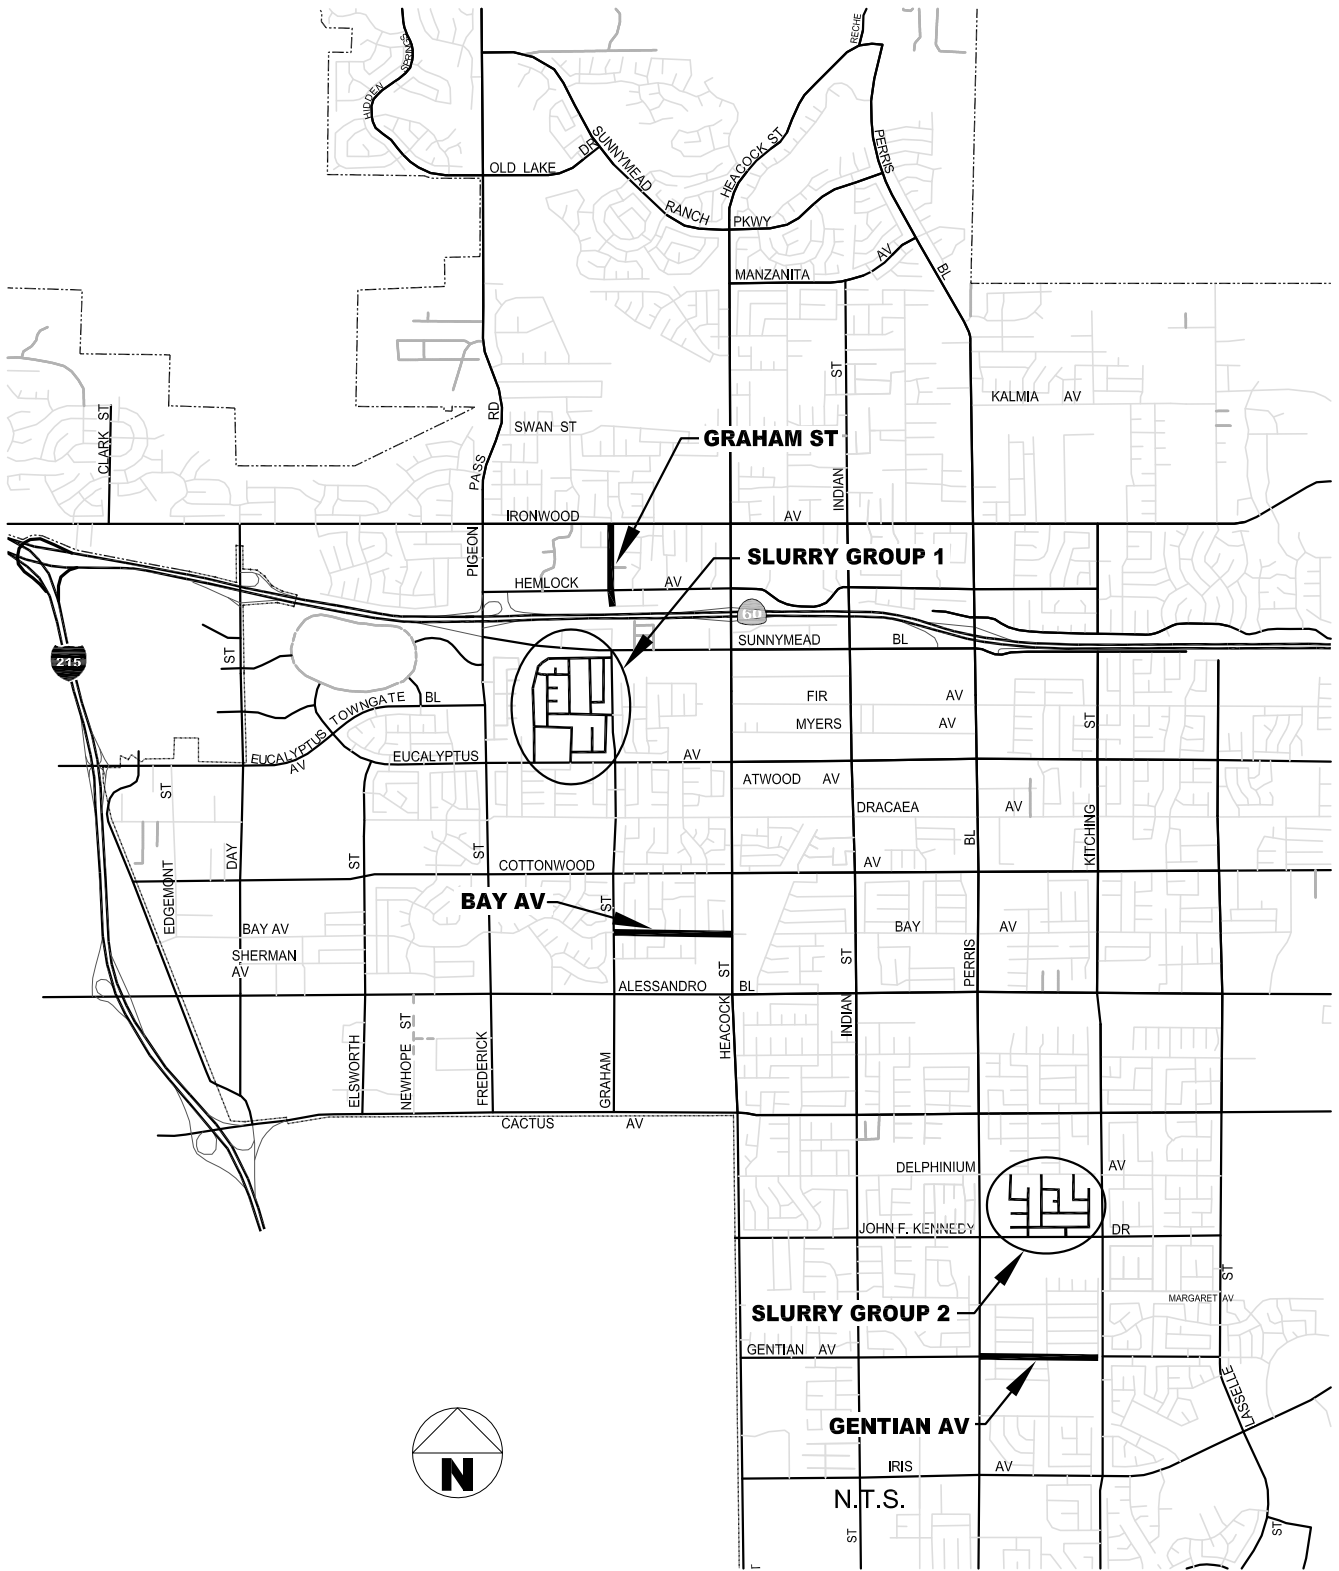 RECHE
HIDDEN SPRINGS
SUNNYMEAD RANCH PKWY
HEACOCK ST
PERRIS BL
OLD LAKE DR
MANZANITA AV
INDIAN ST
KALMIA AV
CLARK ST
PIGEON PASS RD
SWAN ST
GRAHAM ST
IRONWOOD AV
SLURRY GROUP 1
HEMLOCK AV
60
SUNNYMEAD BL
215
DAY ST
FIR AV
TOWNGATE BL
MYERS AV
KITCHING ST
EUCALYPTUS AV
EUCALYPTUS AV
ATWOOD AV
EDGEMONT ST
DRACAEA AV
PERRIS BL
COTTONWOOD AV
BAY AV
BAY AV
BAY AV
SHERMAN
AV
ALESSANDRO BL
ELSWORTH ST
NEWHOPE ST
FREDERICK ST
GRAHAM ST
HEACOCK ST
INDIAN ST
CACTUS AV
DELPHINIUM AV
JOHN F. KENNEDY DR
MARGARET AV
SLURRY GROUP 2
GENTIAN AV
LASSELLE ST
GENTIAN AV
N
IRIS AV
N.T.S.
ST
ST